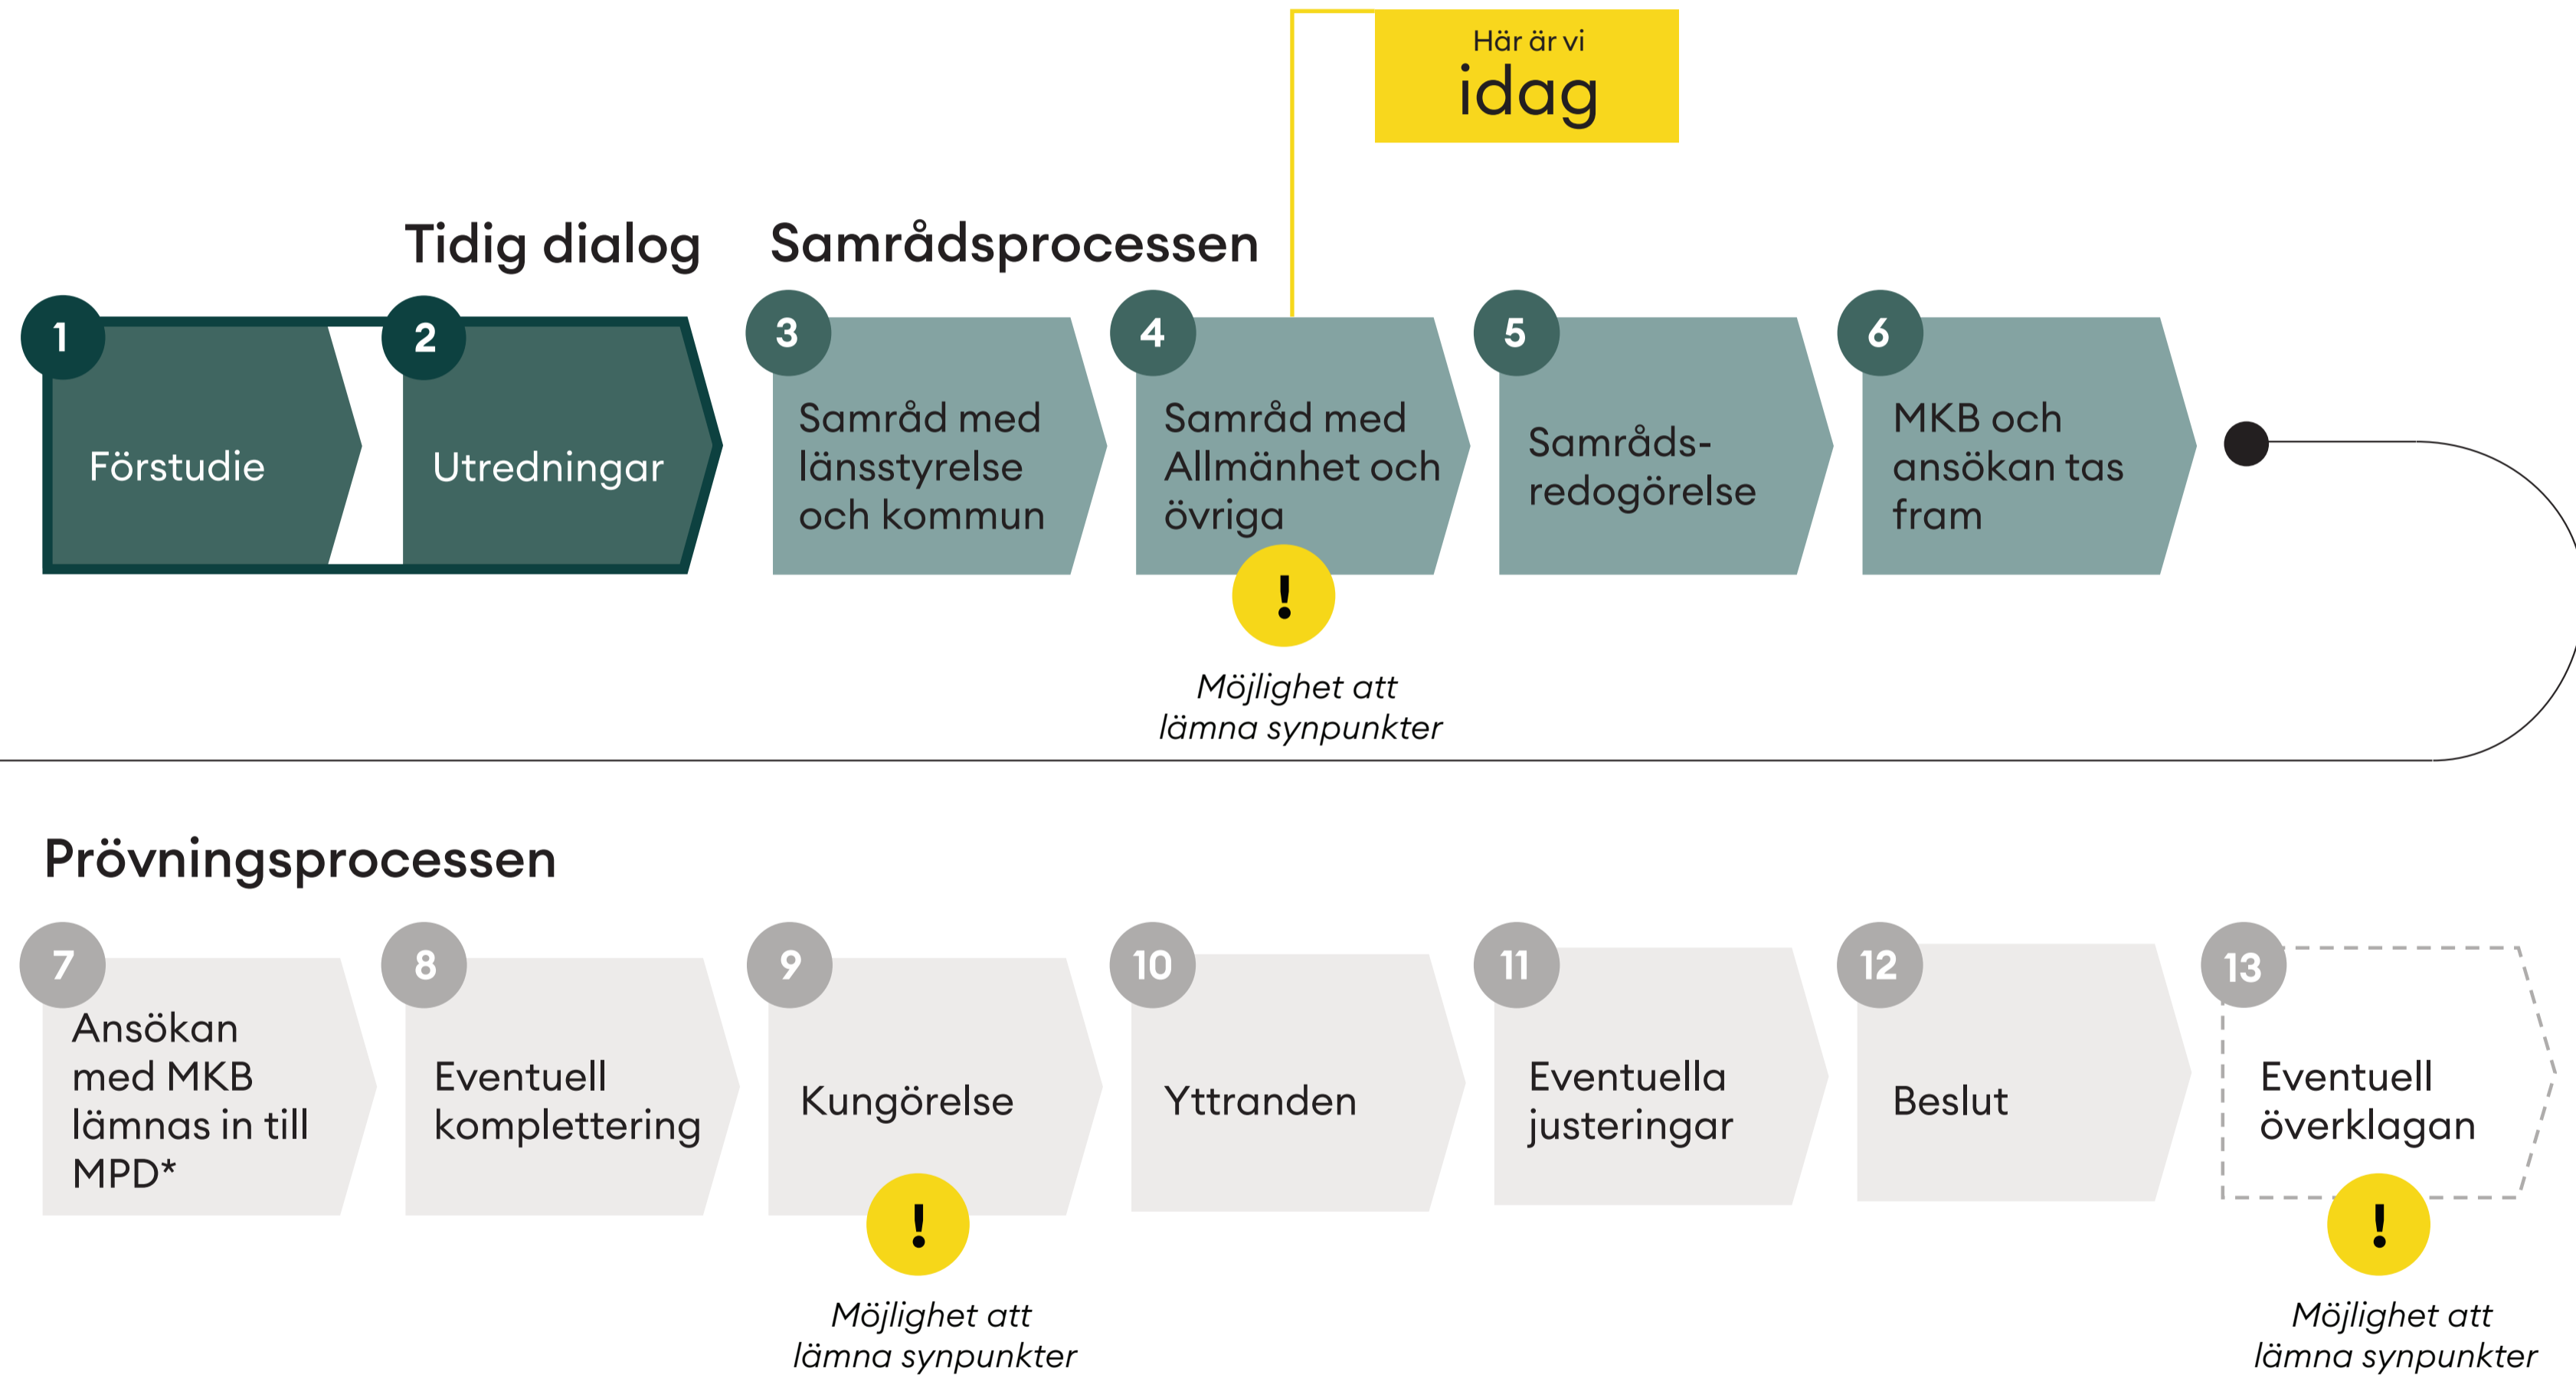 Här är vi
idag
Tidig dialog
Samrådsprocessen
1
Förstudie
2
Utredningar
3
Samråd med
länsstyrelse
och kommun
4
Samråd med
Allmänhet och
övriga
!
Möjlighet att
lämna synpunkter
5
Samråds-
redogörelse
6
MKB och
ansökan tas
fram
Prövningsprocessen
7
Ansökan
med MKB
lämnas in till
MPD*
8
Eventuell
komplettering
9
Kungörelse
!
Möjlighet att
lämna synpunkter
10
Yttranden
11
Eventuella
justeringar
12
Beslut
13
Eventuell
överklagan
!
Möjlighet att
lämna synpunkter